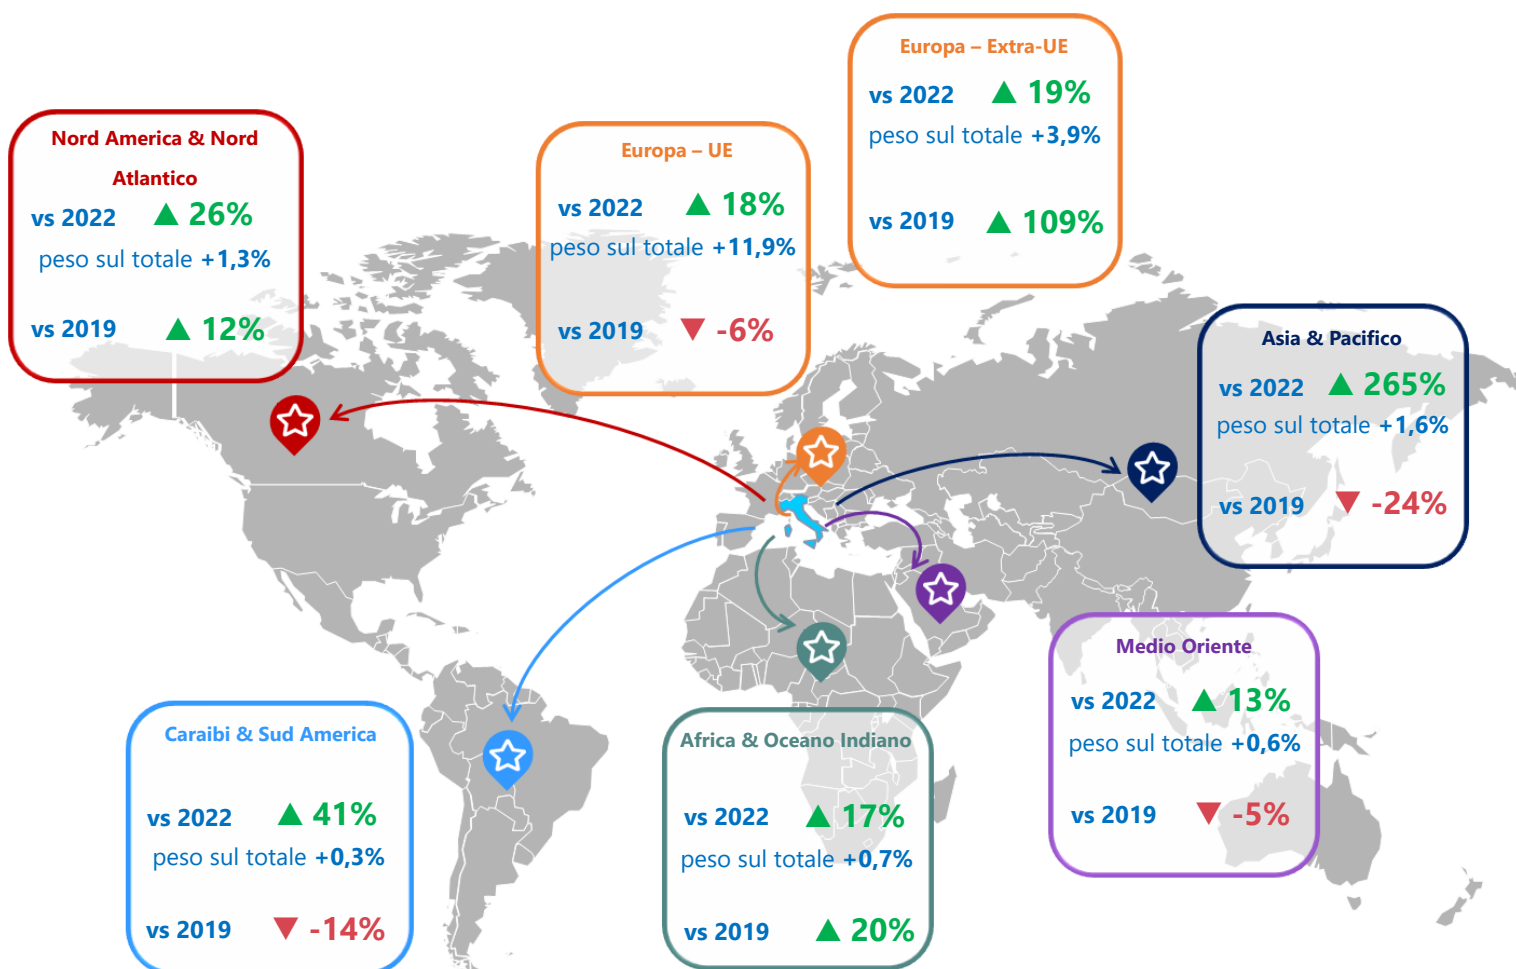 Europa – Extra-UE
vs 2022 ▲ 19%
peso sul totale +3,9%
vs 2019 ▲ 109%
Nord America & Nord
Atlantico
vs 2022 ▲ 26%
peso sul totale +1,3%
vs 2019 ▲ 12%
Europa – UE
vs 2022 ▲ 18%
peso sul totale +11,9%
vs 2019 ▼ -6%
Asia & Pacifico
vs 2022 ▲ 265%
peso sul totale +1,6%
vs 2019 ▼ -24%
Medio Oriente
vs 2022 ▲ 13%
peso sul totale +0,6%
vs 2019 ▼ -5%
Caraibi & Sud America
vs 2022 ▲ 41%
peso sul totale +0,3%
vs 2019 ▼ -14%
Africa & Oceano Indiano
vs 2022 ▲ 17%
peso sul totale +0,7%
vs 2019 ▲ 20%